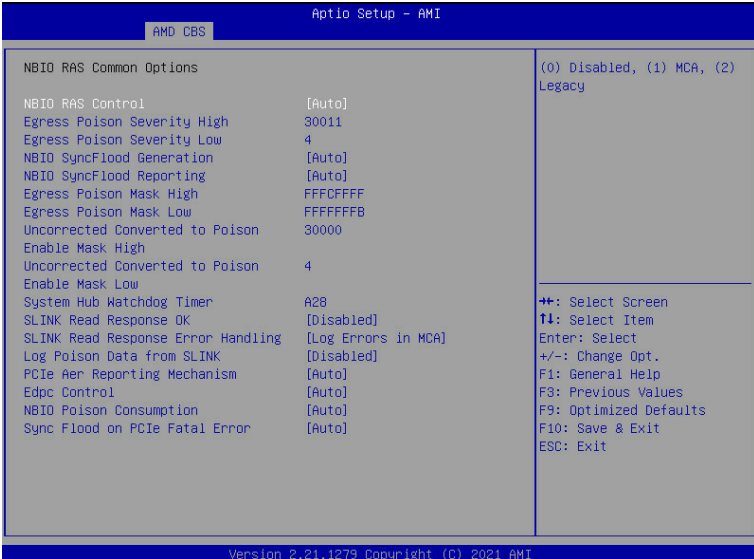 Aptio Setup – AMI
AMD CBS
NBIO RAS Common Options
NBIO RAS Control [Auto]
Egress Poison Severity High 30011
Egress Poison Severity Low 4
NBIO SyncFlood Generation [Auto]
NBIO SyncFlood Reporting [Auto]
Egress Poison Mask High FFFCFFFF
Egress Poison Mask Low FFFFFFFB
Uncorrected Converted to Poison 30000
Enable Mask High
Uncorrected Converted to Poison 4
Enable Mask Low
System Hub Watchdog Timer A28
SLINK Read Response OK [Disabled]
SLINK Read Response Error Handling [Log Errors in MCA]
Log Poison Data from SLINK [Disabled]
PCIe Aer Reporting Mechanism [Auto]
Edpc Control [Auto]
NBIO Poison Consumption [Auto]
Sync Flood on PCIe Fatal Error [Auto]
(0) Disabled, (1) MCA, (2)
Legacy
→←: Select Screen
↑↓: Select Item
Enter: Select
+/-: Change Opt.
F1: General Help
F3: Previous Values
F9: Optimized Defaults
F10: Save & Exit
ESC: Exit
Version 2.21.1279 Copyright (C) 2021 AMI